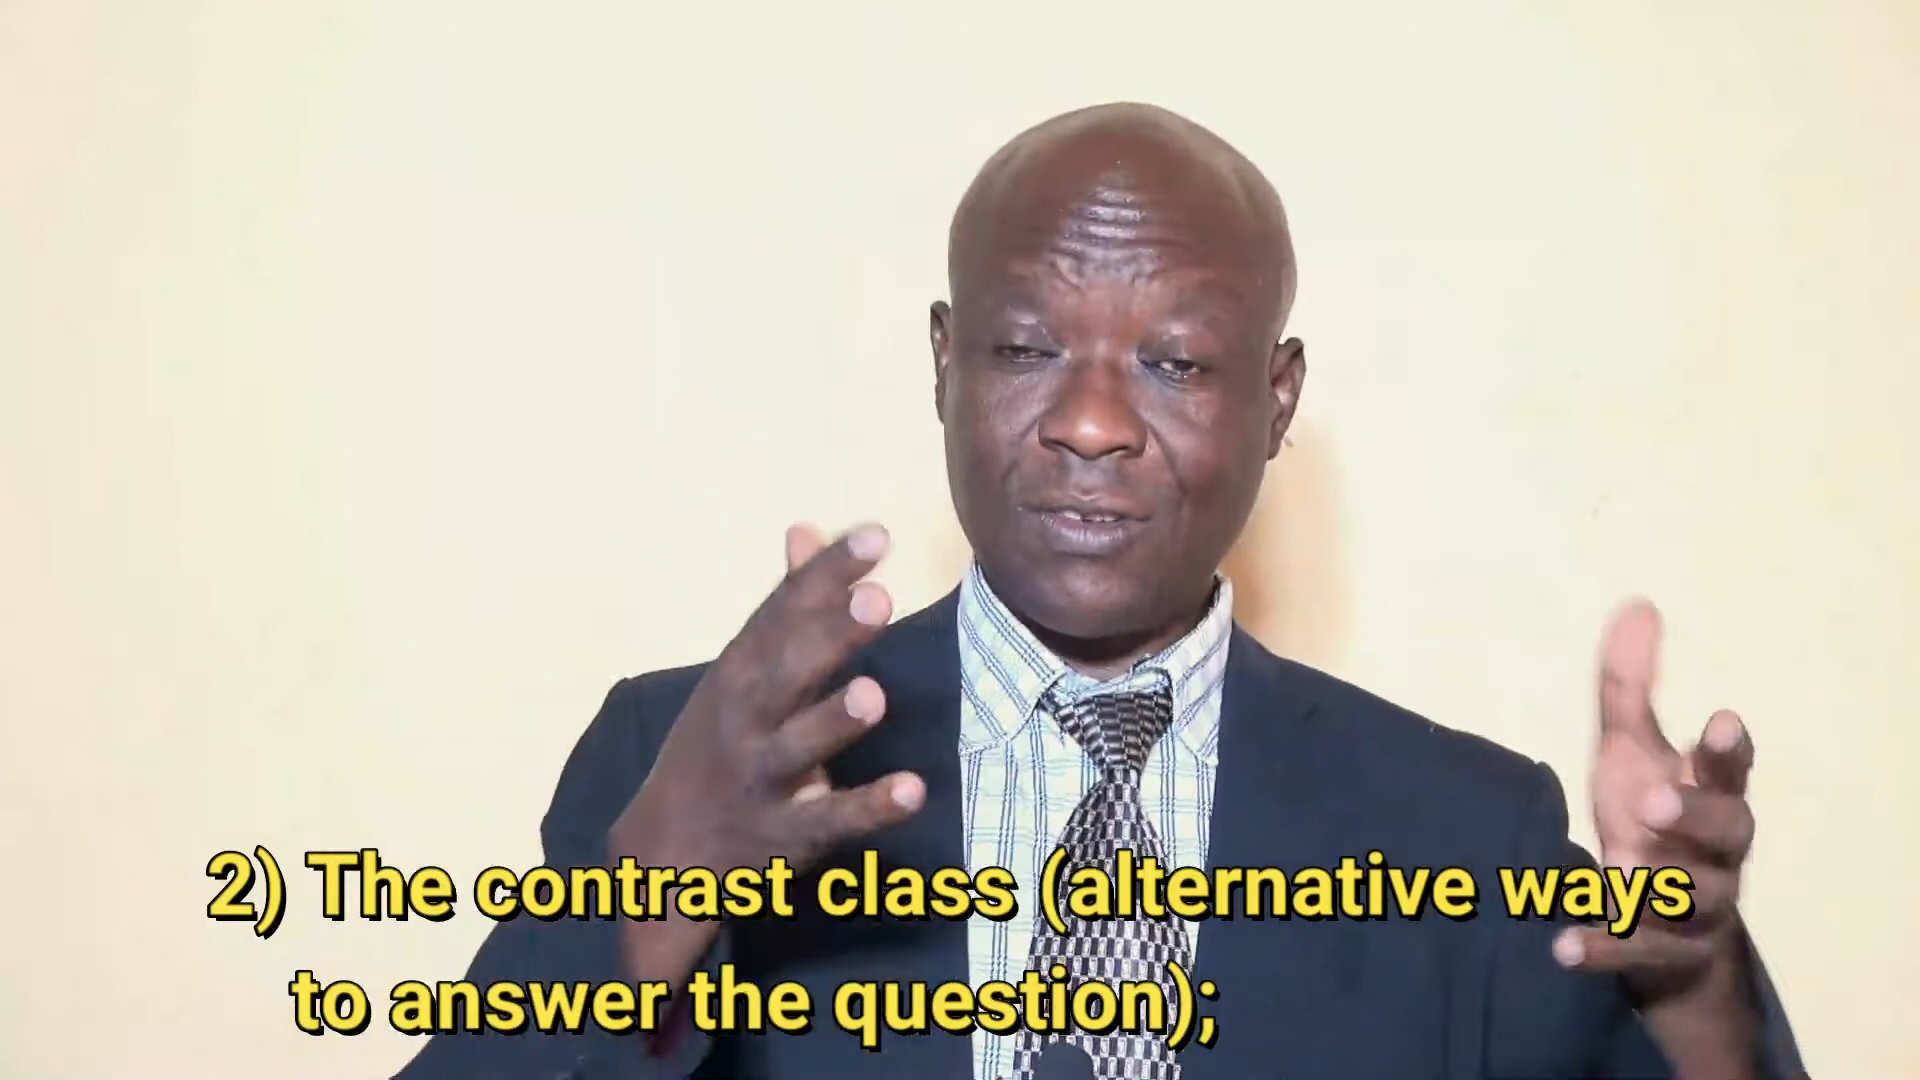 2) The contrast class (alternative ways
to answer the question);